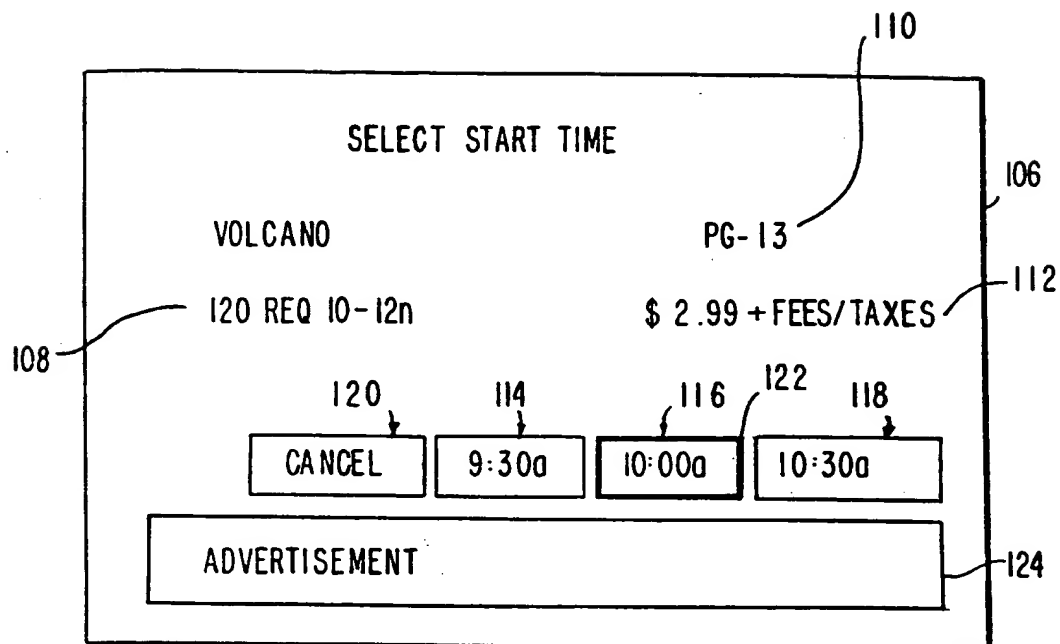 110
SELECT START TIME
106
VOLCANO PG-13
120 REQ 10-12n $ 2.99 + FEES/TAXES 112
108
120 114 116 122 118
CANCEL 9:30a 10:00a 10:30a
ADVERTISEMENT 124